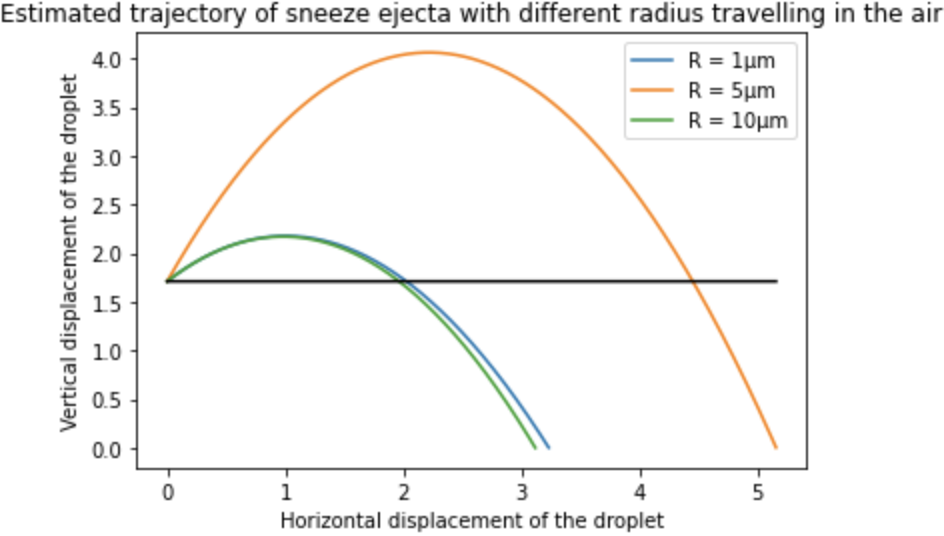 Estimated trajectory of sneeze ejecta with different radius travelling in the air
4.0
3.5
3.0
2.5
2.0
1.5
1.0
0.5
0.0
Vertical displacement of the droplet
R = 1μm
R = 5μm
R = 10μm
0 1 2 3 4 5
Horizontal displacement of the droplet